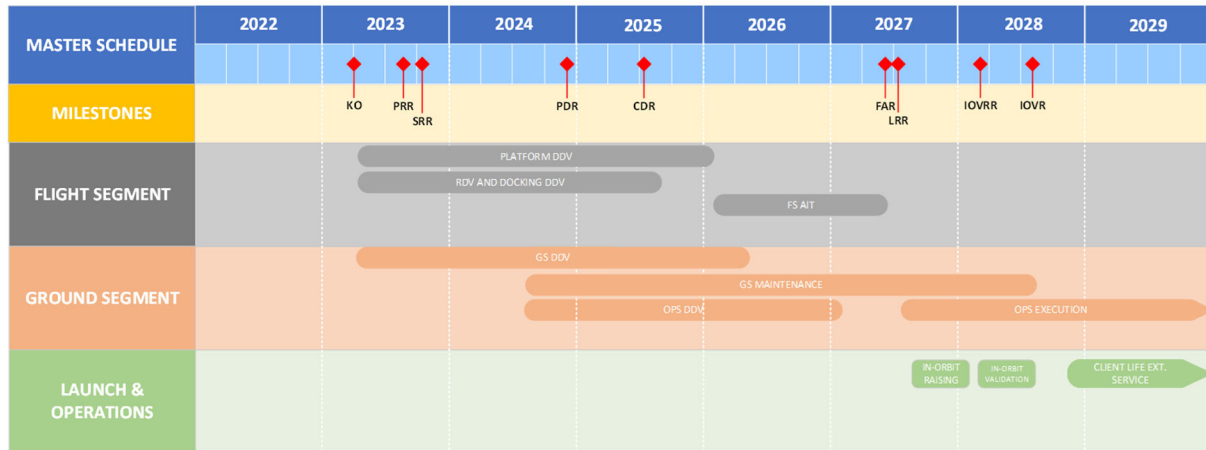 MASTER SCHEDULE
2022 2023 2024 2025 2026 2027 2028 2029
MILESTONES
KO PRR PDR CDR FAR IOVRR IOVR
SRR LRR
FLIGHT SEGMENT
PLATFORM DDV
RDV AND DOCKING DDV
FS AIT
GROUND SEGMENT
GS DDV
GS MAINTENANCE
OPS DDV OPS EXECUTION
LAUNCH &
OPERATIONS
IN-ORBIT
RAISING
IN-ORBIT
VALIDATION
CLIENT LIFE EXT.
SERVICE